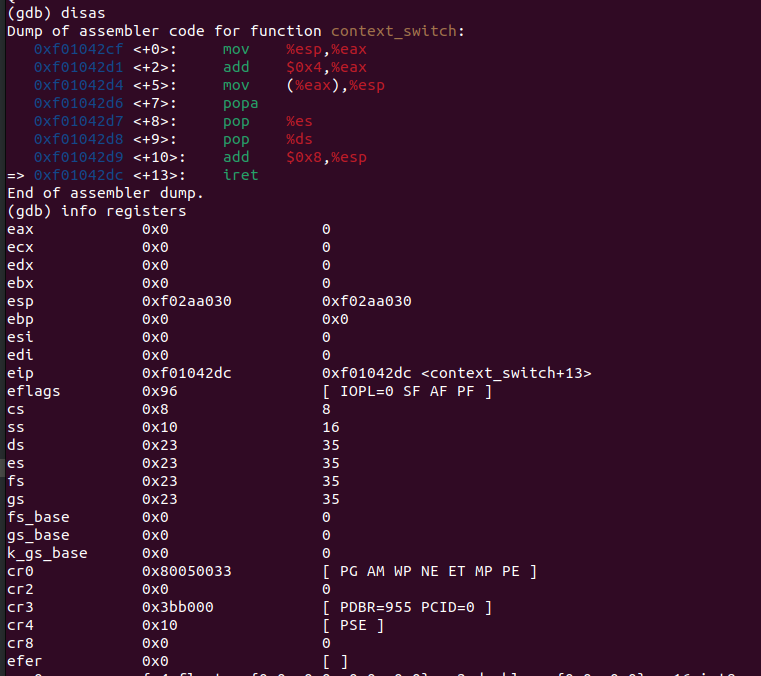 (gdb) disas
Dump of assembler code for function context_switch:
   0xf01042cf <+0>:     mov    %esp,%eax
   0xf01042d1 <+2>:     add    $0x4,%eax
   0xf01042d4 <+5>:     mov    (%eax),%esp
   0xf01042d6 <+7>:     popa
   0xf01042d7 <+8>:     pop    %es
   0xf01042d8 <+9>:     pop    %ds
   0xf01042d9 <+10>:    add    $0x8,%esp
=> 0xf01042dc <+13>:    iret
End of assembler dump.
(gdb) info registers
eax            0x0                 0
ecx            0x0                 0
edx            0x0                 0
ebx            0x0                 0
esp            0xf02aa030          0xf02aa030
ebp            0x0                 0x0
esi            0x0                 0
edi            0x0                 0
eip            0xf01042dc          0xf01042dc <context_switch+13>
eflags         0x96                [ IOPL=0 SF AF PF ]
cs             0x8                 8
ss             0x10                16
ds             0x23                35
es             0x23                35
fs             0x23                35
gs             0x23                35
fs_base        0x0                 0
gs_base        0x0                 0
k_gs_base      0x0                 0
cr0            0x80050033          [ PG AM WP NE ET MP PE ]
cr2            0x0                 0
cr3            0x3bb000            [ PDBR=955 PCID=0 ]
cr4            0x10                [ PSE ]
cr8            0x0                 0
efer           0x0                 [ ]